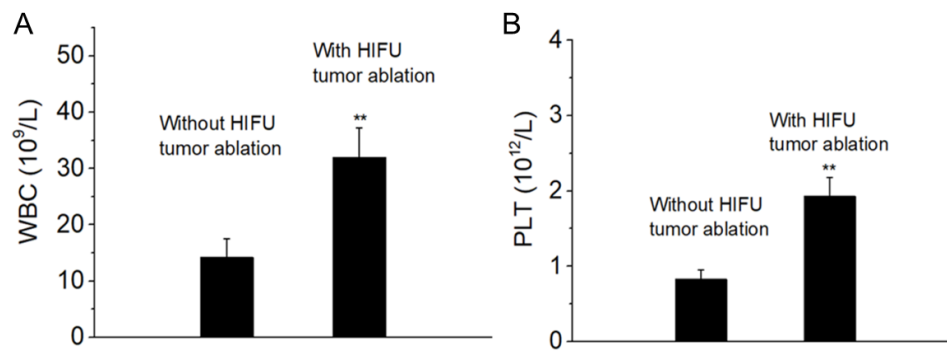 A
WBC (10⁹/L)
50
40
30
20
10
0
Without HIFU
tumor ablation
With HIFU
tumor ablation
**
B
PLT (10¹²/L)
4
3
2
1
0
Without HIFU
tumor ablation
With HIFU
tumor ablation
**